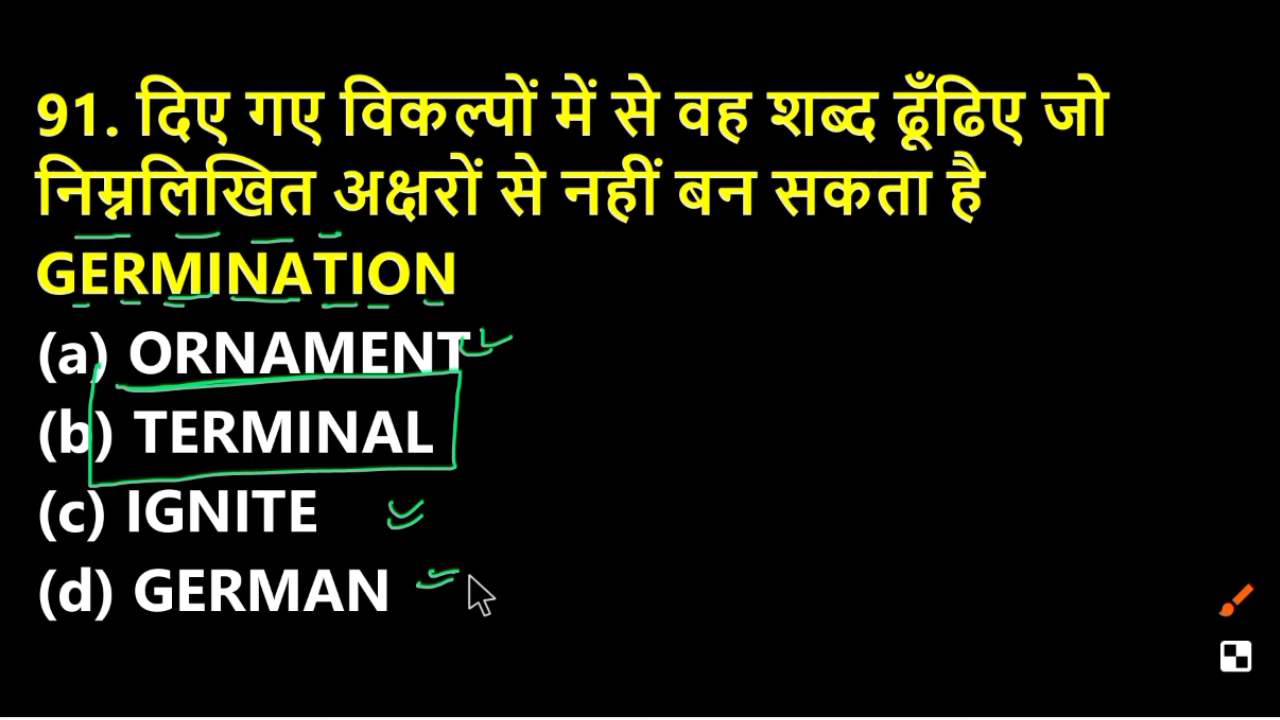 91. दिए गए विकल्पों में से वह शब्द ढूँढिए जो
निम्नलिखित अक्षरों से नहीं बन सकता है
GERMINATION
(a) ORNAMENT
(b) TERMINAL
(c) IGNITE
(d) GERMAN